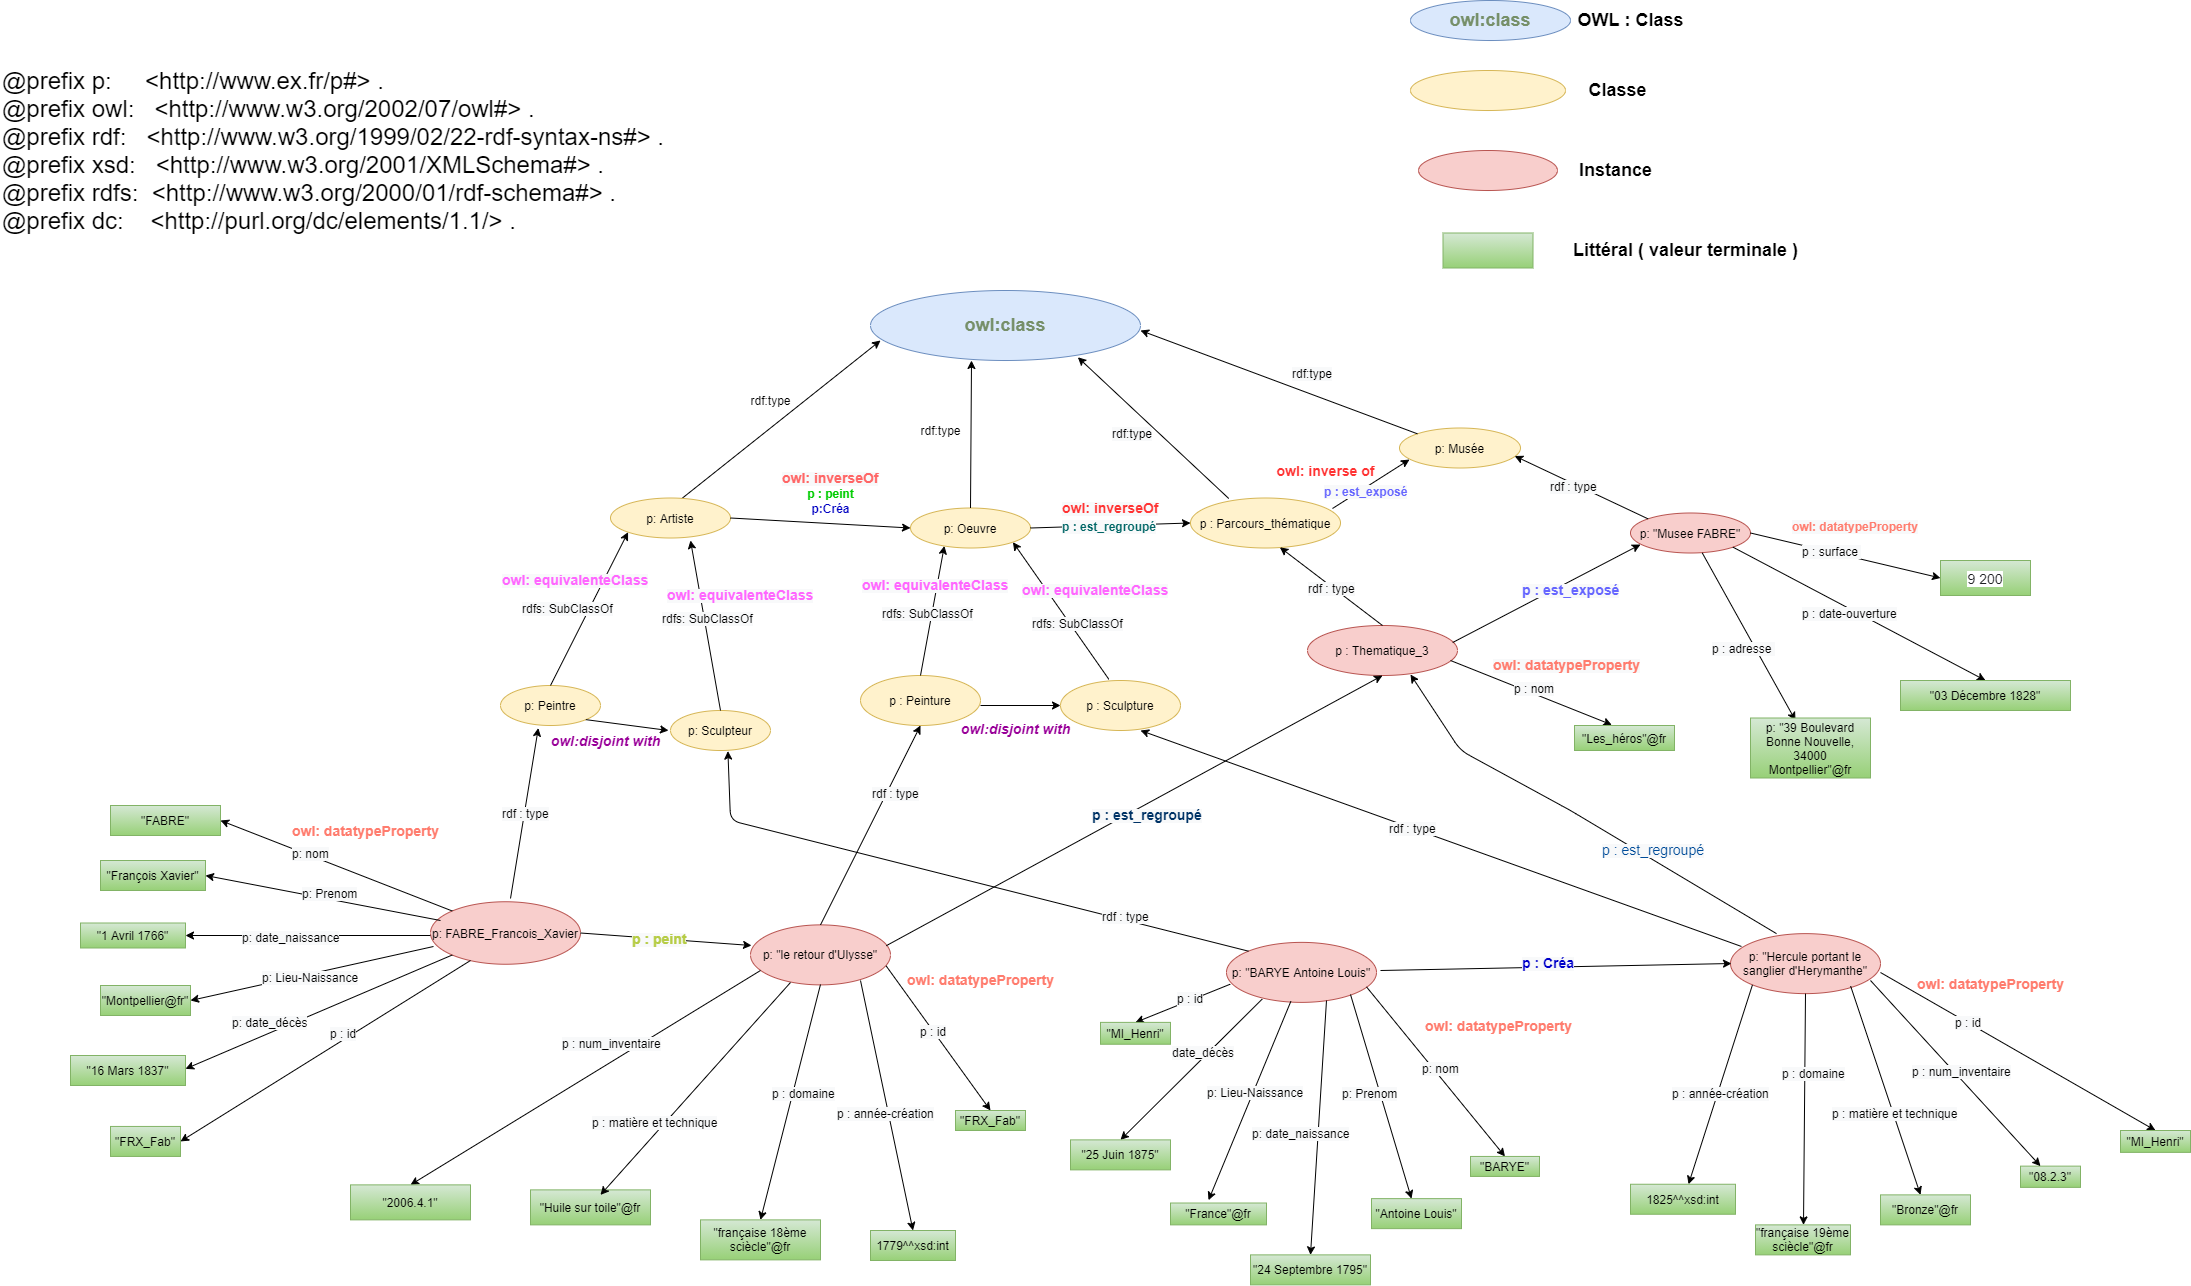 owl:class
OWL : Class
@prefix p: <http://www.ex.fr/p#> .
@prefix owl: <http://www.w3.org/2002/07/owl#> .
@prefix rdf: <http://www.w3.org/1999/02/22-rdf-syntax-ns#> .
@prefix xsd: <http://www.w3.org/2001/XMLSchema#> .
@prefix rdfs: <http://www.w3.org/2000/01/rdf-schema#> .
@prefix dc: <http://purl.org/dc/elements/1.1/> .
Classe
Instance
Littéral ( valeur terminale )
owl:class
rdf:type
rdf:type
rdf:type
rdf:type
p: Musée
owl: inverseOf
p : peint
p:Créa
owl: inverse of
p : est_exposé
rdf : type
p: Artiste
p: Oeuvre
owl: inverseOf
p : est_regroupé
p : Parcours_thématique
p: "Musee FABRE"
owl: datatypeProperty
p : surface
9 200
owl: equivalenteClass
rdfs: SubClassOf
owl: equivalenteClass
rdfs: SubClassOf
owl: equivalenteClass
rdfs: SubClassOf
owl: equivalenteClass
rdfs: SubClassOf
rdf : type
p : est_exposé
p : date-ouverture
p : adresse
p : Thematique_3
owl: datatypeProperty
p : nom
"03 Décembre 1828"
p: Peintre
p: Sculpteur
owl:disjoint with
p : Peinture
p : Sculpture
owl:disjoint with
"Les_héros"@fr
p: "39 Boulevard
Bonne Nouvelle,
34000
Montpellier"@fr
rdf : type
rdf : type
p : est_regroupé
rdf : type
p : est_regroupé
"FABRE"
owl: datatypeProperty
p: nom
"François Xavier"
p: Prenom
rdf : type
"1 Avril 1766"
p: date_naissance
p: FABRE_Francois_Xavier
p : peint
p: "le retour d'Ulysse"
p: "BARYE Antoine Louis"
p : Créa
p: "Hercule portant le
sanglier d'Herymanthe"
p: Lieu-Naissance
"Montpellier@fr"
p: date_décès
p : id
"16 Mars 1837"
"FRX_Fab"
owl: datatypeProperty
p : num_inventaire
p : id
p : domaine
p : matière et technique
p : année-création
"FRX_Fab"
"2006.4.1"
"Huile sur toile"@fr
"française 18ème
sciècle"@fr
1779^^xsd:int
p : id
"MI_Henri"
owl: datatypeProperty
date_décès
p: nom
p: Lieu-Naissance
p: Prenom
p: date_naissance
"25 Juin 1875"
"BARYE"
"France"@fr
"Antoine Louis"
"24 Septembre 1795"
owl: datatypeProperty
p : id
p : num_inventaire
p : domaine
p : année-création
p : matière et technique
"MI_Henri"
"08.2.3"
1825^^xsd:int
"Bronze"@fr
"française 19ème
sciècle"@fr